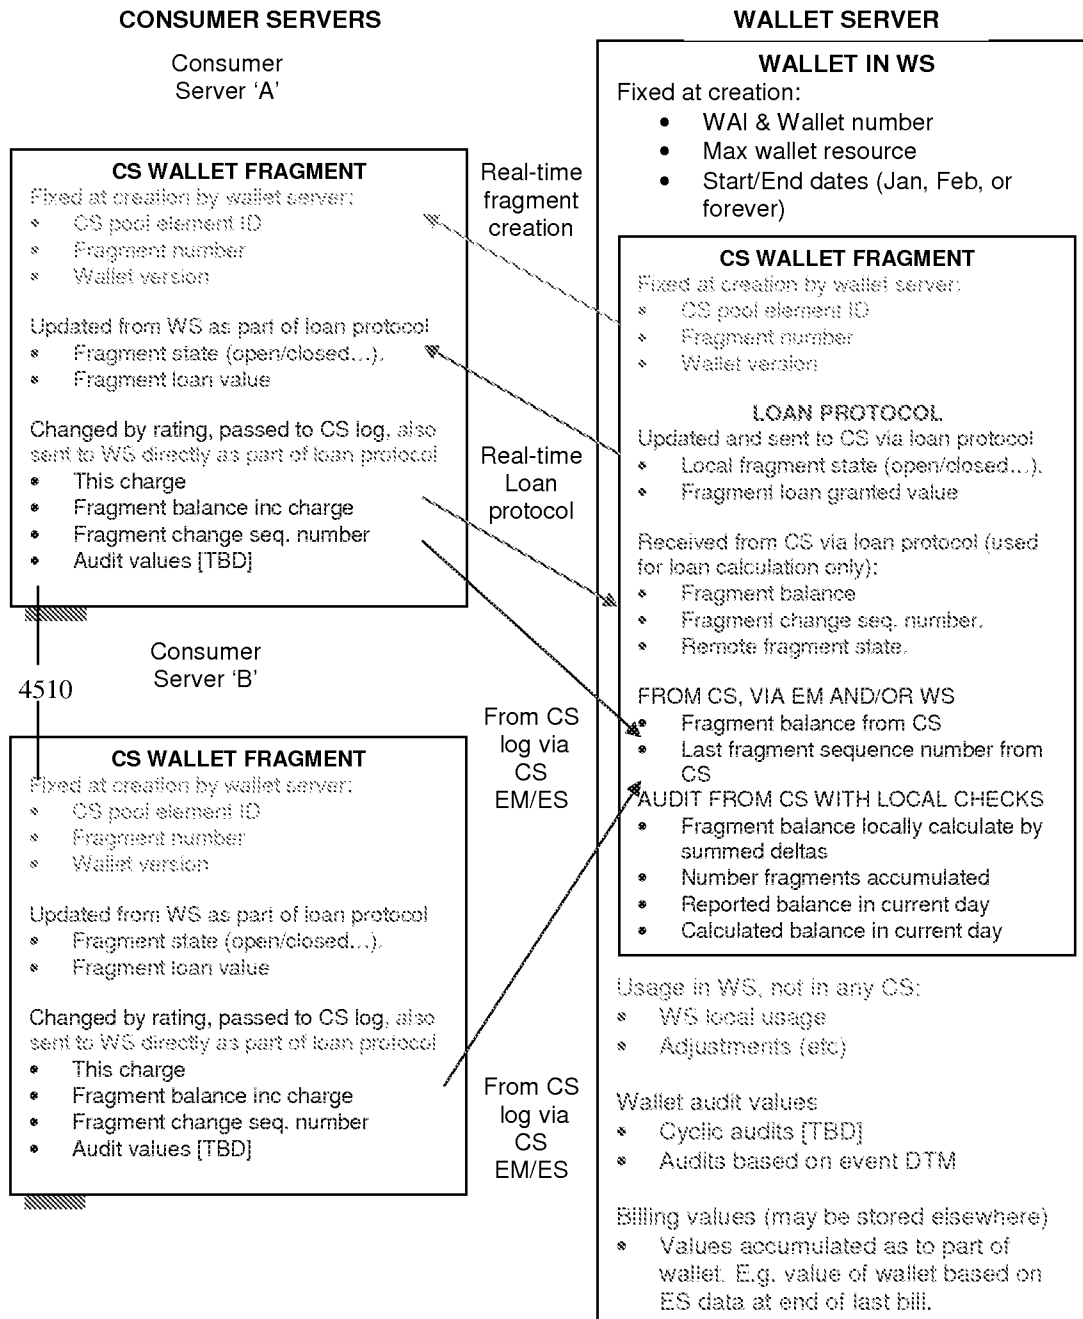 CONSUMER SERVERS
Consumer
Server ‘A’
CS WALLET FRAGMENT
Fixed at creation by wallet server:
• CS pool element ID
• Fragment number
• Wallet version
Updated from WS as part of loan protocol
• Fragment state (open/closed…).
• Fragment loan value
Changed by rating, passed to CS log, also
sent to WS directly as part of loan protocol
• This charge
• Fragment balance inc charge
• Fragment change seq. number
• Audit values [TBD]
Consumer
Server ‘B’
4510
CS WALLET FRAGMENT
Fixed at creation by wallet server:
• CS pool element ID
• Fragment number
• Wallet version
Updated from WS as part of loan protocol
• Fragment state (open/closed…).
• Fragment loan value
Changed by rating, passed to CS log, also
sent to WS directly as part of loan protocol
• This charge
• Fragment balance inc charge
• Fragment change seq. number
• Audit values [TBD]
Real-time
fragment
creation
Real-time
Loan
protocol
From CS
log via
CS
EM/ES
From CS
log via
CS
EM/ES
WALLET SERVER
WALLET IN WS
Fixed at creation:
• WAI & Wallet number
• Max wallet resource
• Start/End dates (Jan, Feb, or
forever)
CS WALLET FRAGMENT
Fixed at creation by wallet server:
• CS pool element ID
• Fragment number
• Wallet version
LOAN PROTOCOL
Updated and sent to CS via loan protocol
• Local fragment state (open/closed…).
• Fragment loan granted value
Received from CS via loan protocol (used
for loan calculation only):
• Fragment balance
• Fragment change seq. number.
• Remote fragment state.
FROM CS, VIA EM AND/OR WS
• Fragment balance from CS
• Last fragment sequence number from
CS
AUDIT FROM CS WITH LOCAL CHECKS
• Fragment balance locally calculate by
summed deltas
• Number fragments accumulated
• Reported balance in current day
• Calculated balance in current day
Usage in WS, not in any CS:
• WS local usage
• Adjustments (etc)
Wallet audit values
• Cyclic audits [TBD]
• Audits based on event DTM
Billing values (may be stored elsewhere)
• Values accumulated as to part of
wallet. E.g. value of wallet based on
ES data at end of last bill.